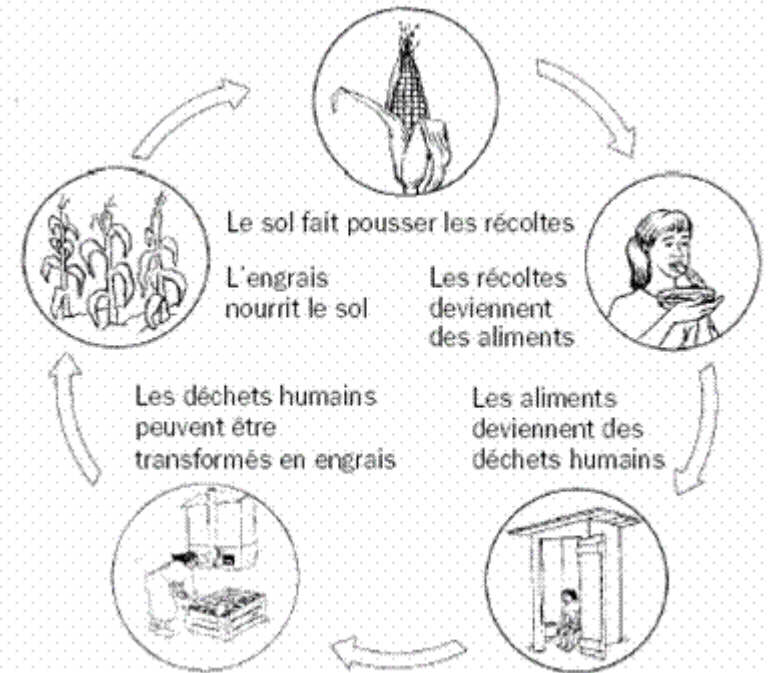 Le sol fait pousser les récoltes
L'engrais
nourrit le sol
Les récoltes
deviennent
des aliments
Les déchets humains
peuvent être
transformés en engrais
Les aliments
deviennent des
déchets humains